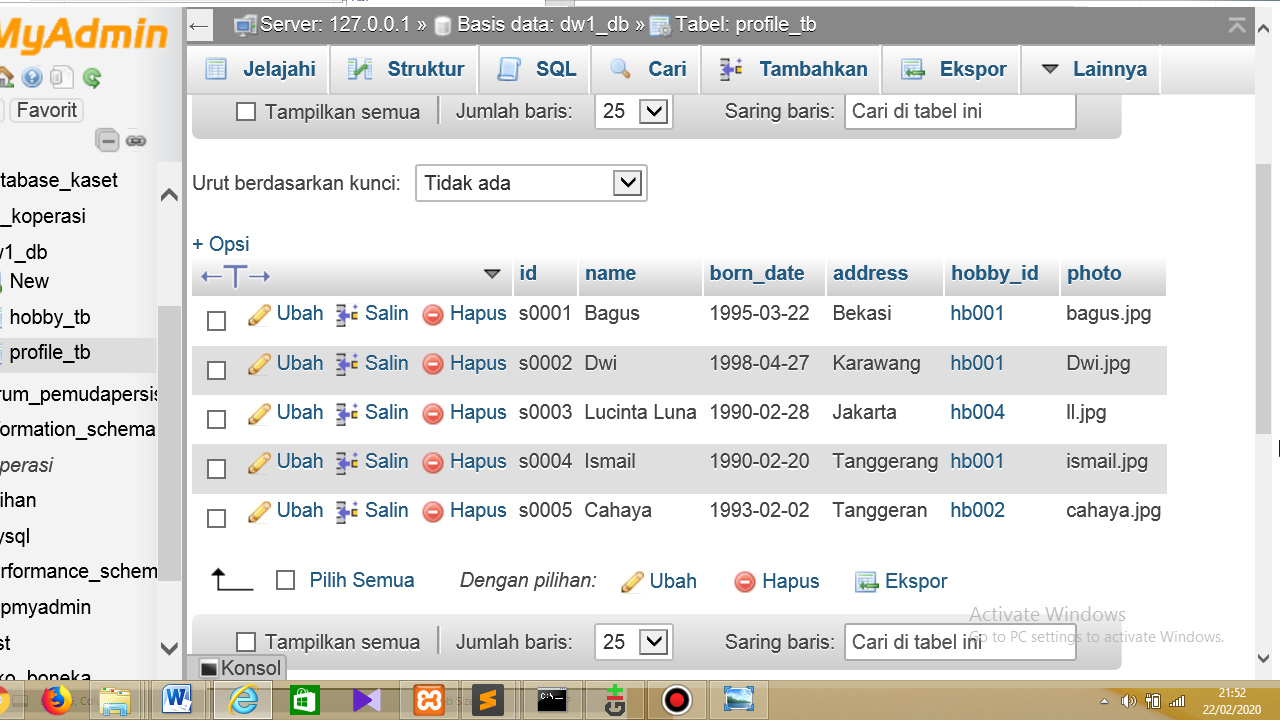 MyAdmin
← Server: 127.0.0.1 » Basis data: dw1_db » Tabel: profile_tb
Jelajahi Struktur SQL Cari Tambahkan Ekspor Lainnya
Favorit
Tampilkan semua Jumlah baris: 25 Saring baris: Cari di tabel ini
tabase_kaset
_koperasi
w1_db
New
hobby_tb
profile_tb
rum_pemudapersis
formation_schema
perasi
ihan
ysql
rformance_schem
pmyadmin
st
ko_boneka
Urut berdasarkan kunci: Tidak ada
+ Opsi
←T→ id name born_date address hobby_id photo
Ubah Salin Hapus s0001 Bagus 1995-03-22 Bekasi hb001 bagus.jpg
Ubah Salin Hapus s0002 Dwi 1998-04-27 Karawang hb001 Dwi.jpg
Ubah Salin Hapus s0003 Lucinta Luna 1990-02-28 Jakarta hb004 ll.jpg
Ubah Salin Hapus s0004 Ismail 1990-02-20 Tanggerang hb001 ismail.jpg
Ubah Salin Hapus s0005 Cahaya 1993-02-02 Tanggeran hb002 cahaya.jpg
Pilih Semua Dengan pilihan: Ubah Hapus Ekspor
Activate Windows
Go to PC settings to activate Windows.
Tampilkan semua Jumlah baris: 25 Saring baris: Cari di tabel ini
Konsol
21:52
22/02/2020